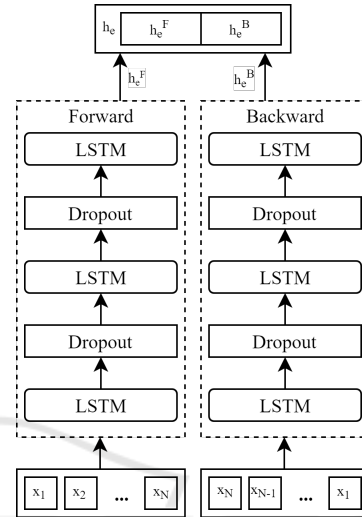 h_e h_e^F h_e^B
h_e^F h_e^B
Forward Backward
LSTM LSTM
Dropout Dropout
LSTM LSTM
Dropout Dropout
LSTM LSTM
x_1 x_2 ... x_N x_N x_N-1 ... x_1